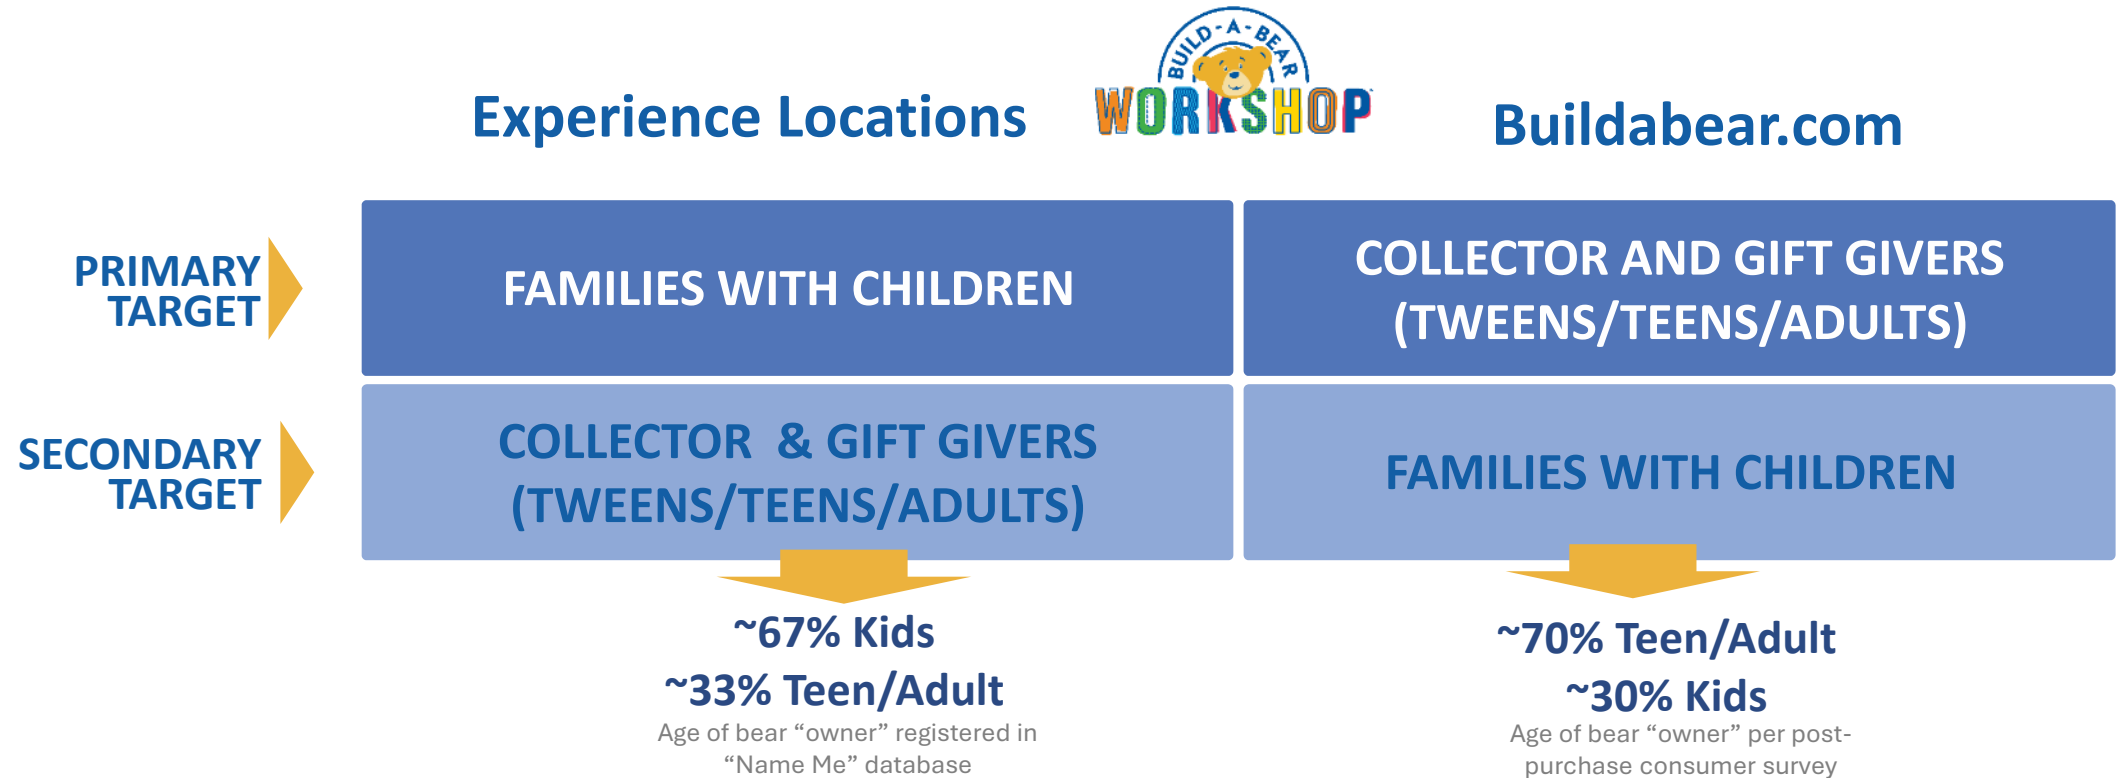 BUILD-A-BEAR
WORKSHOP
Experience Locations
Buildabear.com
PRIMARY
TARGET
FAMILIES WITH CHILDREN
COLLECTOR AND GIFT GIVERS
(TWEENS/TEENS/ADULTS)
SECONDARY
TARGET
COLLECTOR & GIFT GIVERS
(TWEENS/TEENS/ADULTS)
FAMILIES WITH CHILDREN
~67% Kids
~33% Teen/Adult
Age of bear “owner” registered in
“Name Me” database
~70% Teen/Adult
~30% Kids
Age of bear “owner” per post-
purchase consumer survey